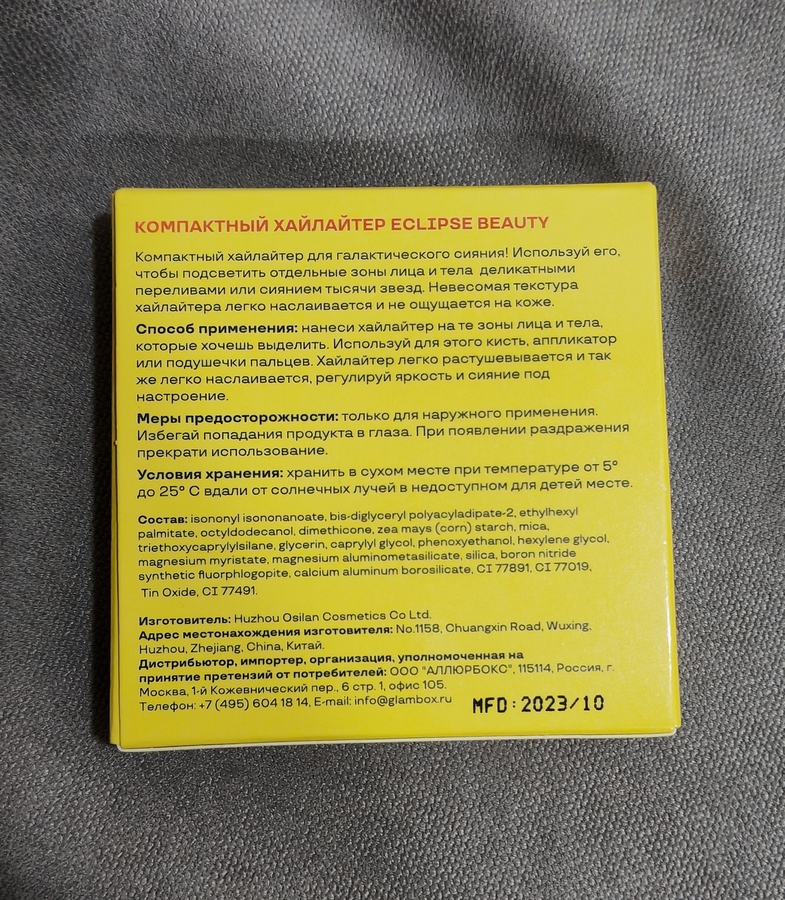 КОМПАКТНЫЙ ХАЙЛАЙТЕР ECLIPSE BEAUTY
Компактный хайлайтер для галактического сияния! Используй его,
чтобы подсветить отдельные зоны лица и тела деликатными
переливами или сиянием тысячи звезд. Невесомая текстура
хайлайтера легко наслаивается и не ощущается на коже.
Способ применения: нанеси хайлайтер на те зоны лица и тела,
которые хочешь выделить. Используй для этого кисть, аппликатор
или подушечки пальцев. Хайлайтер легко растушевывается и так
же легко наслаивается, регулируй яркость и сияние под
настроение.
Меры предосторожности: только для наружного применения.
Избегай попадания продукта в глаза. При появлении раздражения
прекрати использование.
Условия хранения: хранить в сухом месте при температуре от 5°
до 25° С вдали от солнечных лучей в недоступном для детей месте.
Состав: isononyl isononanoate, bis-diglyceryl polyacyladipate-2, ethylhexyl
palmitate, octyldodecanol, dimethicone, zea mays (corn) starch, mica,
triethoxycaprylylsilane, glycerin, caprylyl glycol, phenoxyethanol, hexylene glycol,
magnesium myristate, magnesium aluminometasilicate, silica, boron nitride
synthetic fluorphlogopite, calcium aluminum borosilicate, CI 77891, CI 77019,
Tin Oxide, CI 77491.
Изготовитель: Huzhou Osilan Cosmetics Co Ltd.
Адрес местонахождения изготовителя: No.1158, Chuangxin Road, Wuxing,
Huzhou, Zhejiang, China, Китай.
Дистрибьютор, импортер, организация, уполномоченная на
принятие претензий от потребителей: ООО "АЛЛЮРБОКС", 115114, Россия, г.
Москва, 1-й Кожевнический пер., 6 стр. 1, офис 105.
Телефон: +7 (495) 604 18 14, E-mail: info@glambox.ru
MFD:2023/10